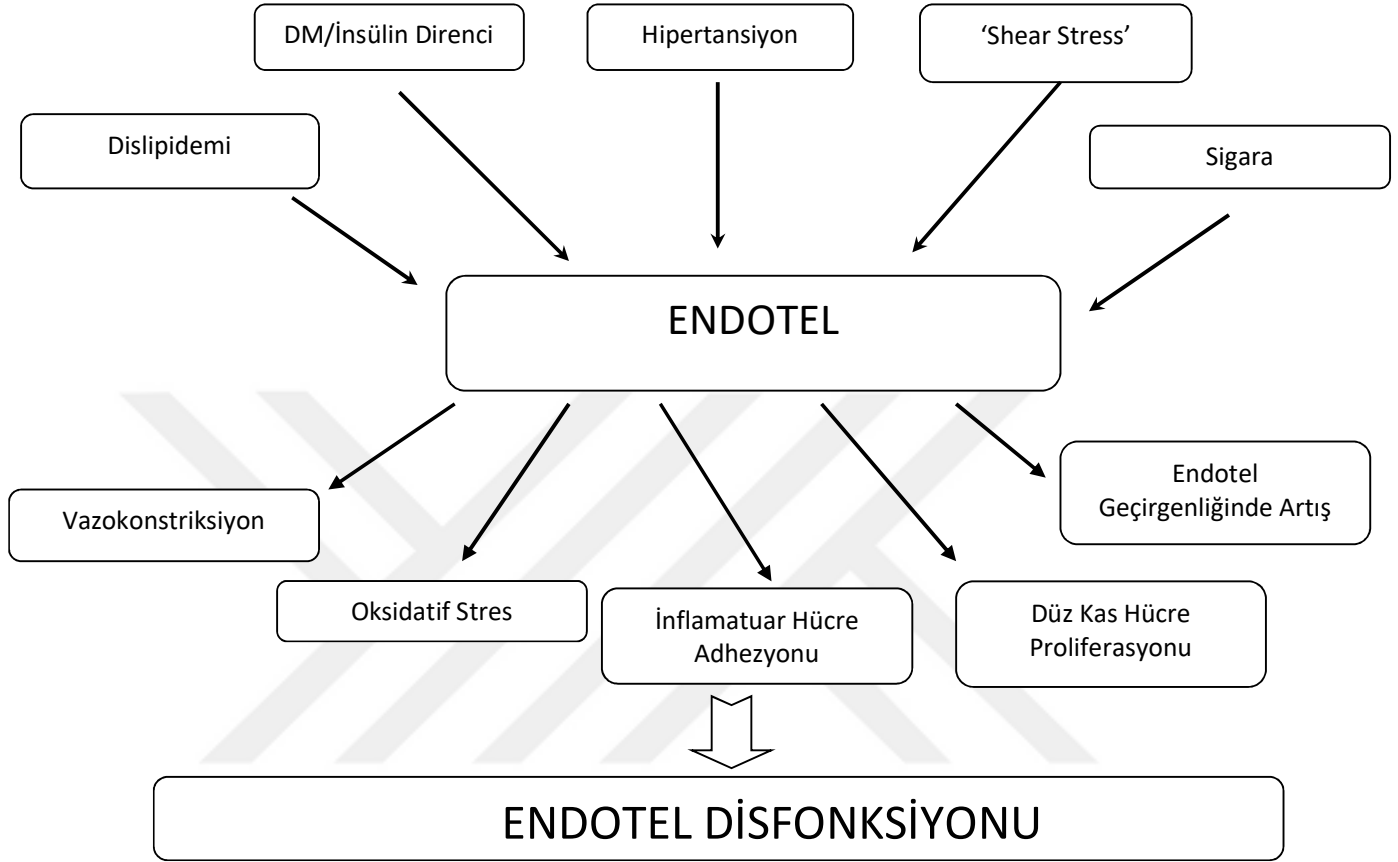 DM/İnsülin Direnci
Hipertansiyon
‘Shear Stress’
Dislipidemi
Sigara
ENDOTEL
Vazokonstriksiyon
Oksidatif Stres
İnflamatuar Hücre
Adhezyonu
Düz Kas Hücre
Proliferasyonu
Endotel
Geçirgenliğinde Artış
ENDOTEL DİSFONKSİYONU